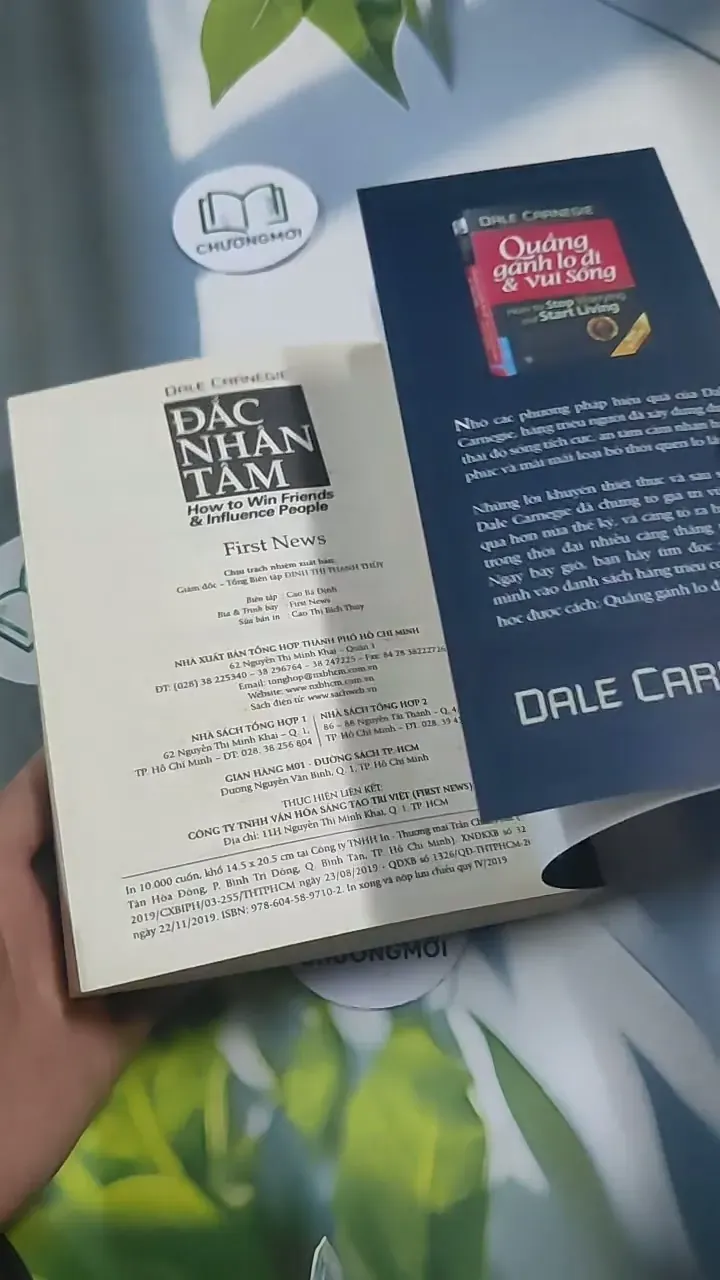 CHƯƠNGMỚI
DALE CARNEGIE
Quẳng
gánh lo đi
& vui sống
How to Stop Worrying
and Start Living
Nhờ các phương pháp hiệu quả của
Carnegie, hàng triệu người đã xây dựng
thái độ sống tích cực, an tâm cảm nhận
phúc và mãi mãi loại bỏ thói quen lo
Những lời khuyên thiết thực và sâu
Dale Carnegie đã chứng tỏ giá trị
qua hơn nửa thế kỷ, và càng tỏ ra
trong thời đại nhiều căng thẳng
Ngay bây giờ, bạn hãy tìm đọc
mình vào danh sách hàng triệu
học được cách: Quẳng gánh lo
DALE CAR
DALE CARNEGIE
ĐẮC
NHÂN
TÂM
How to Win Friends
& Influence People
First News
Chịu trách nhiệm xuất bản:
Giám đốc – Tổng Biên tập ĐINH THỊ THANH THỦY
Biên tập : Cao Bá Định
Bìa & Trình bày : First News
Sửa bản in : Cao Thị Bích Thủy
NHÀ XUẤT BẢN TỔNG HỢP THÀNH PHỐ HỒ CHÍ MINH
62 Nguyễn Thị Minh Khai – Quận 1
ĐT: (028) 38 225340 – 38 296764 – 38 247225 – Fax: 84 28 38222726
Email: tonghop@nxbhcm.com.vn
Website: www.nxbhcm.com.vn
Sách điện tử: www.sachweb.vn
NHÀ SÁCH TỔNG HỢP 1
62 Nguyễn Thị Minh Khai – Q. 1,
TP. Hồ Chí Minh – ĐT: 028. 38 256 804
NHÀ SÁCH TỔNG HỢP 2
86 – 88 Nguyễn Tất Thành – Q. 4,
TP. Hồ Chí Minh – ĐT: 028. 39
GIAN HÀNG M01 - ĐƯỜNG SÁCH TP. HCM
Đường Nguyễn Văn Bình, Q. 1, TP. Hồ Chí Minh
THỰC HIỆN LIÊN KẾT:
CÔNG TY TNHH VĂN HÓA SÁNG TẠO TRÍ VIỆT (FIRST NEWS)
Địa chỉ: 11H Nguyễn Thị Minh Khai, Q. 1, TP. HCM
In 10.000 cuốn, khổ 14.5 x 20.5 cm tại Công ty TNHH In - Thương mại Trần
Tân Hòa Đông, P. Bình Trị Đông, Q. Bình Tân, TP. Hồ Chí Minh). XNĐKXB số 32
2019/CXBIPH/03-255/THTPHCM ngày 23/08/2019 - QĐXB số 1326/QĐ-THTPHCM-
ngày 22/11/2019. ISBN: 978-604-58-9710-2. In xong và nộp lưu chiểu quý IV/2019
CHƯƠNGMỚI